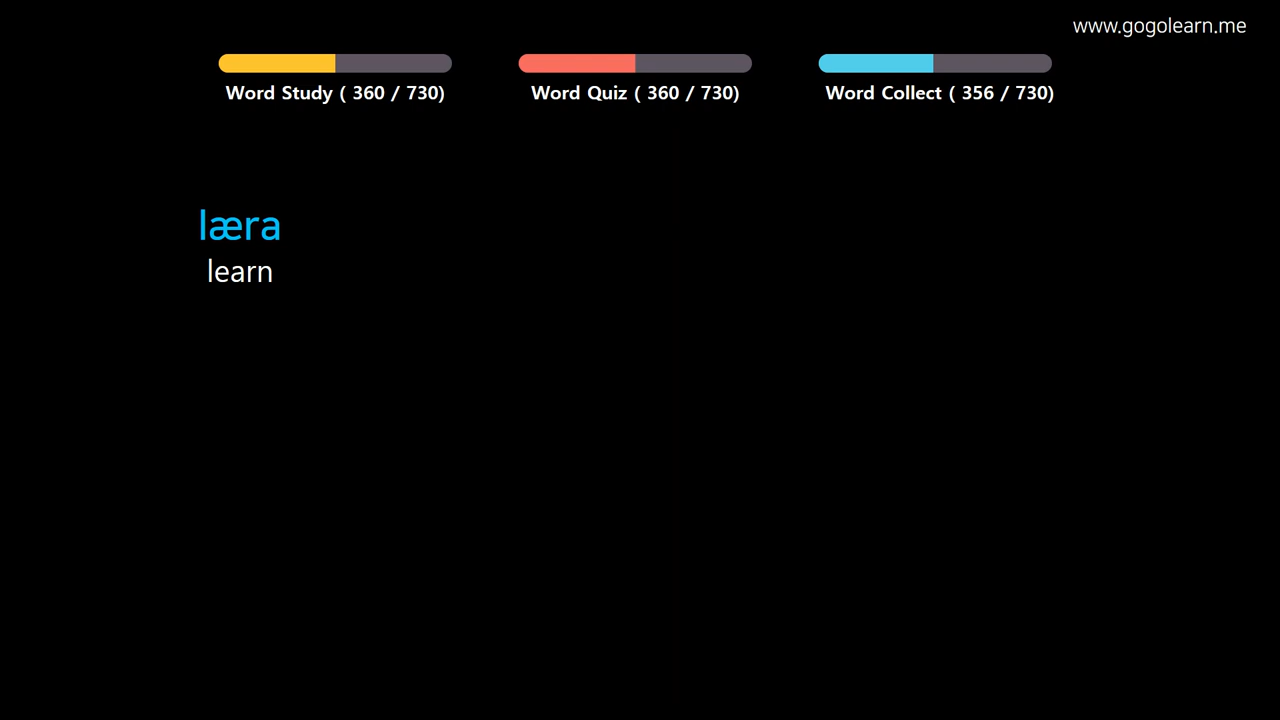 www.gogolearn.me
Word Study ( 360 / 730)
Word Quiz ( 360 / 730)
Word Collect ( 356 / 730)
læra
learn